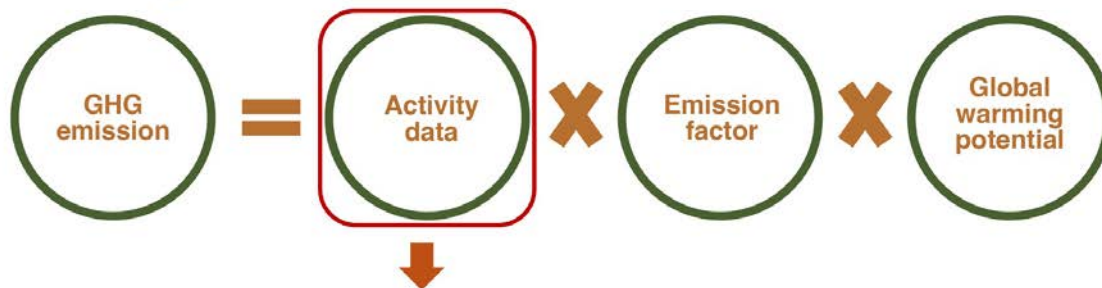 GHG
emission
Activity
data
Emission
factor
Global
warming
potential